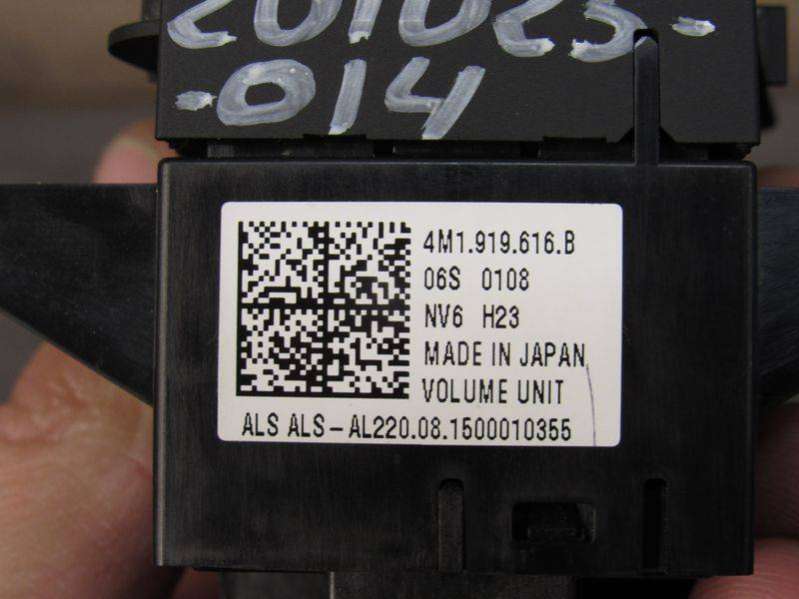 201023-
-014
4M1.919.616.B
06S 0108
NV6 H23
MADE IN JAPAN
VOLUME UNIT
ALS ALS-AL220.08.1500010355